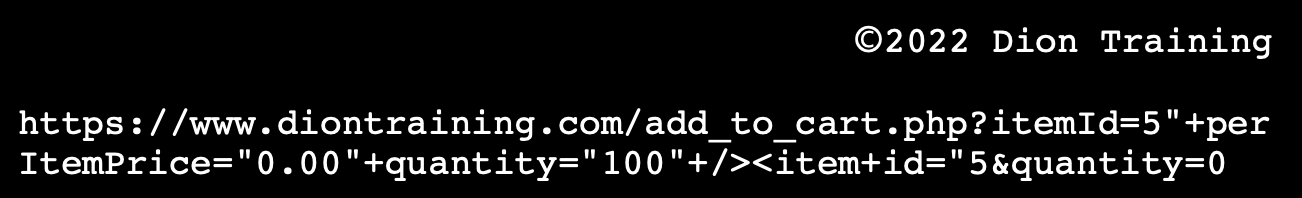 ©2022 Dion Training
https://www.diontraining.com/add_to_cart.php?itemId=5"+per
ItemPrice="0.00"+quantity="100"+/><item+id="5&quantity=0